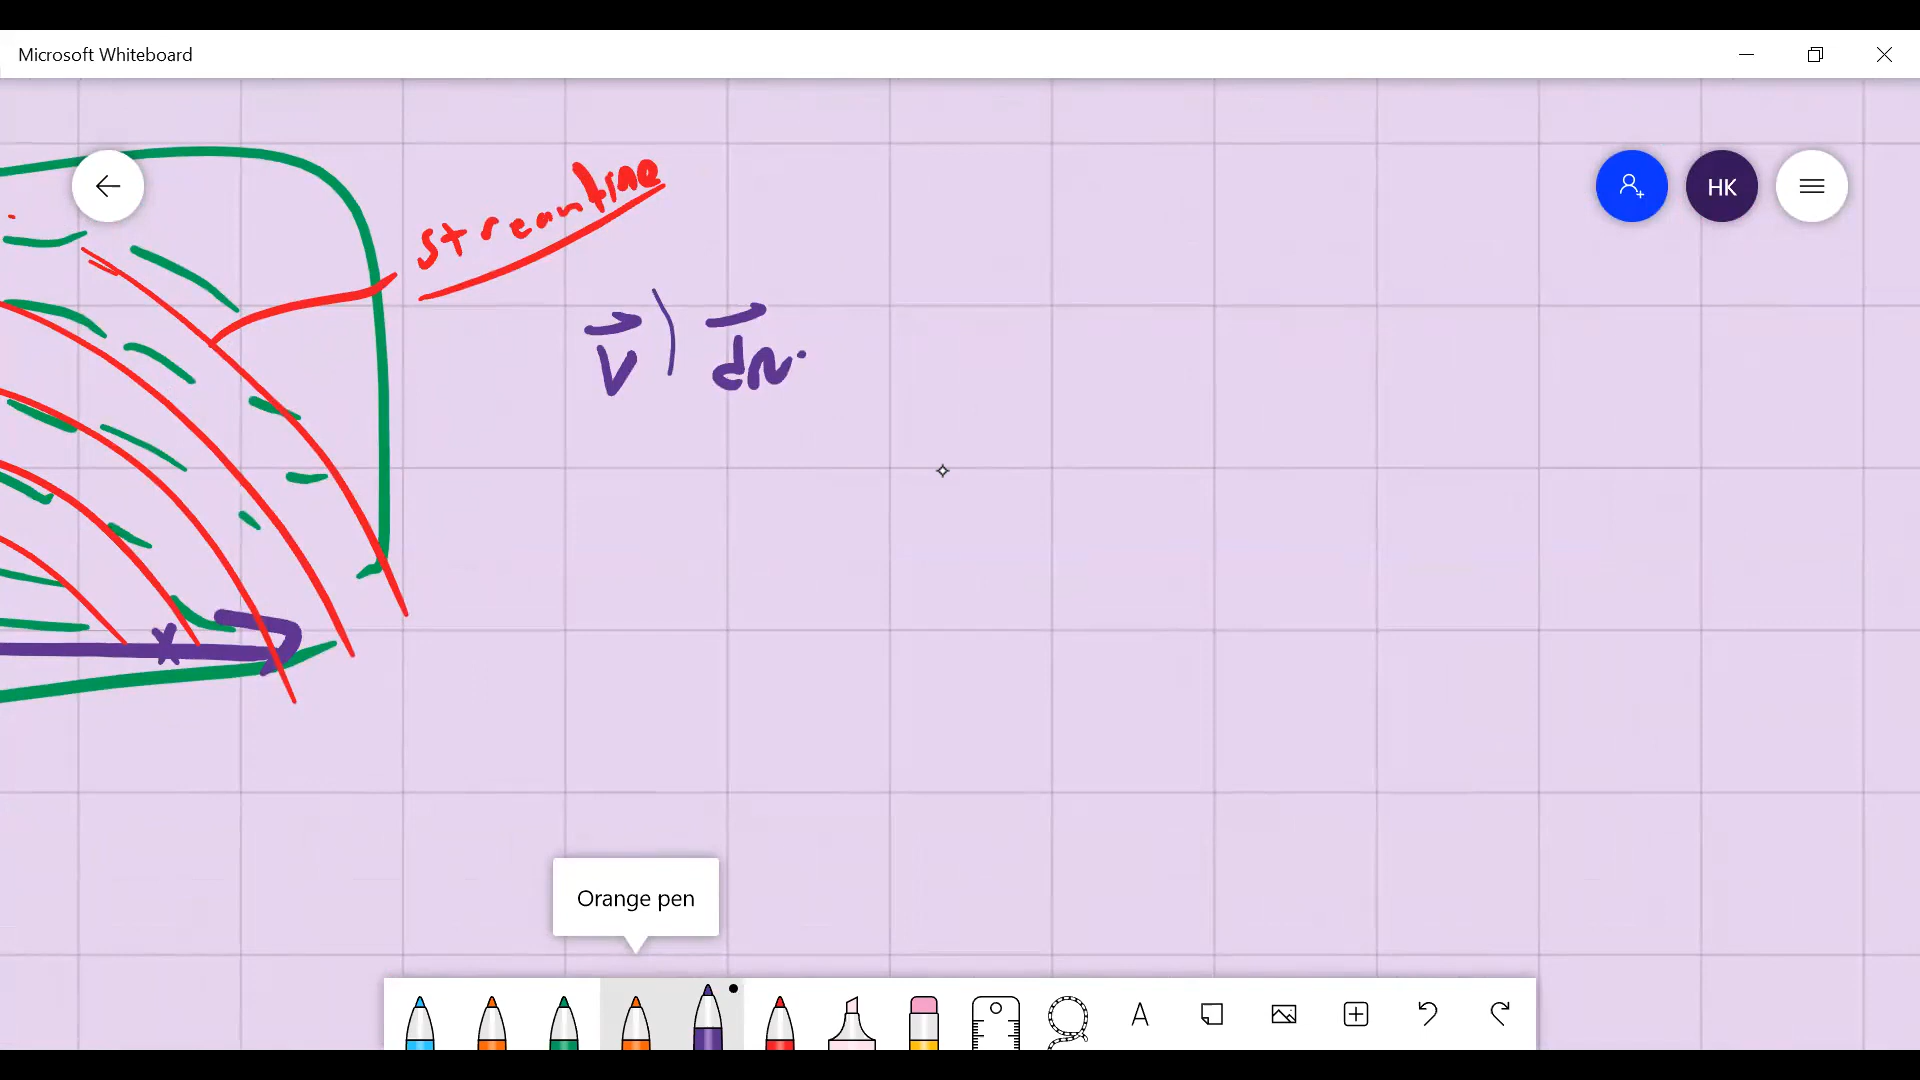 Microsoft Whiteboard
HK
streamline
V ) dr
x
Orange pen
A